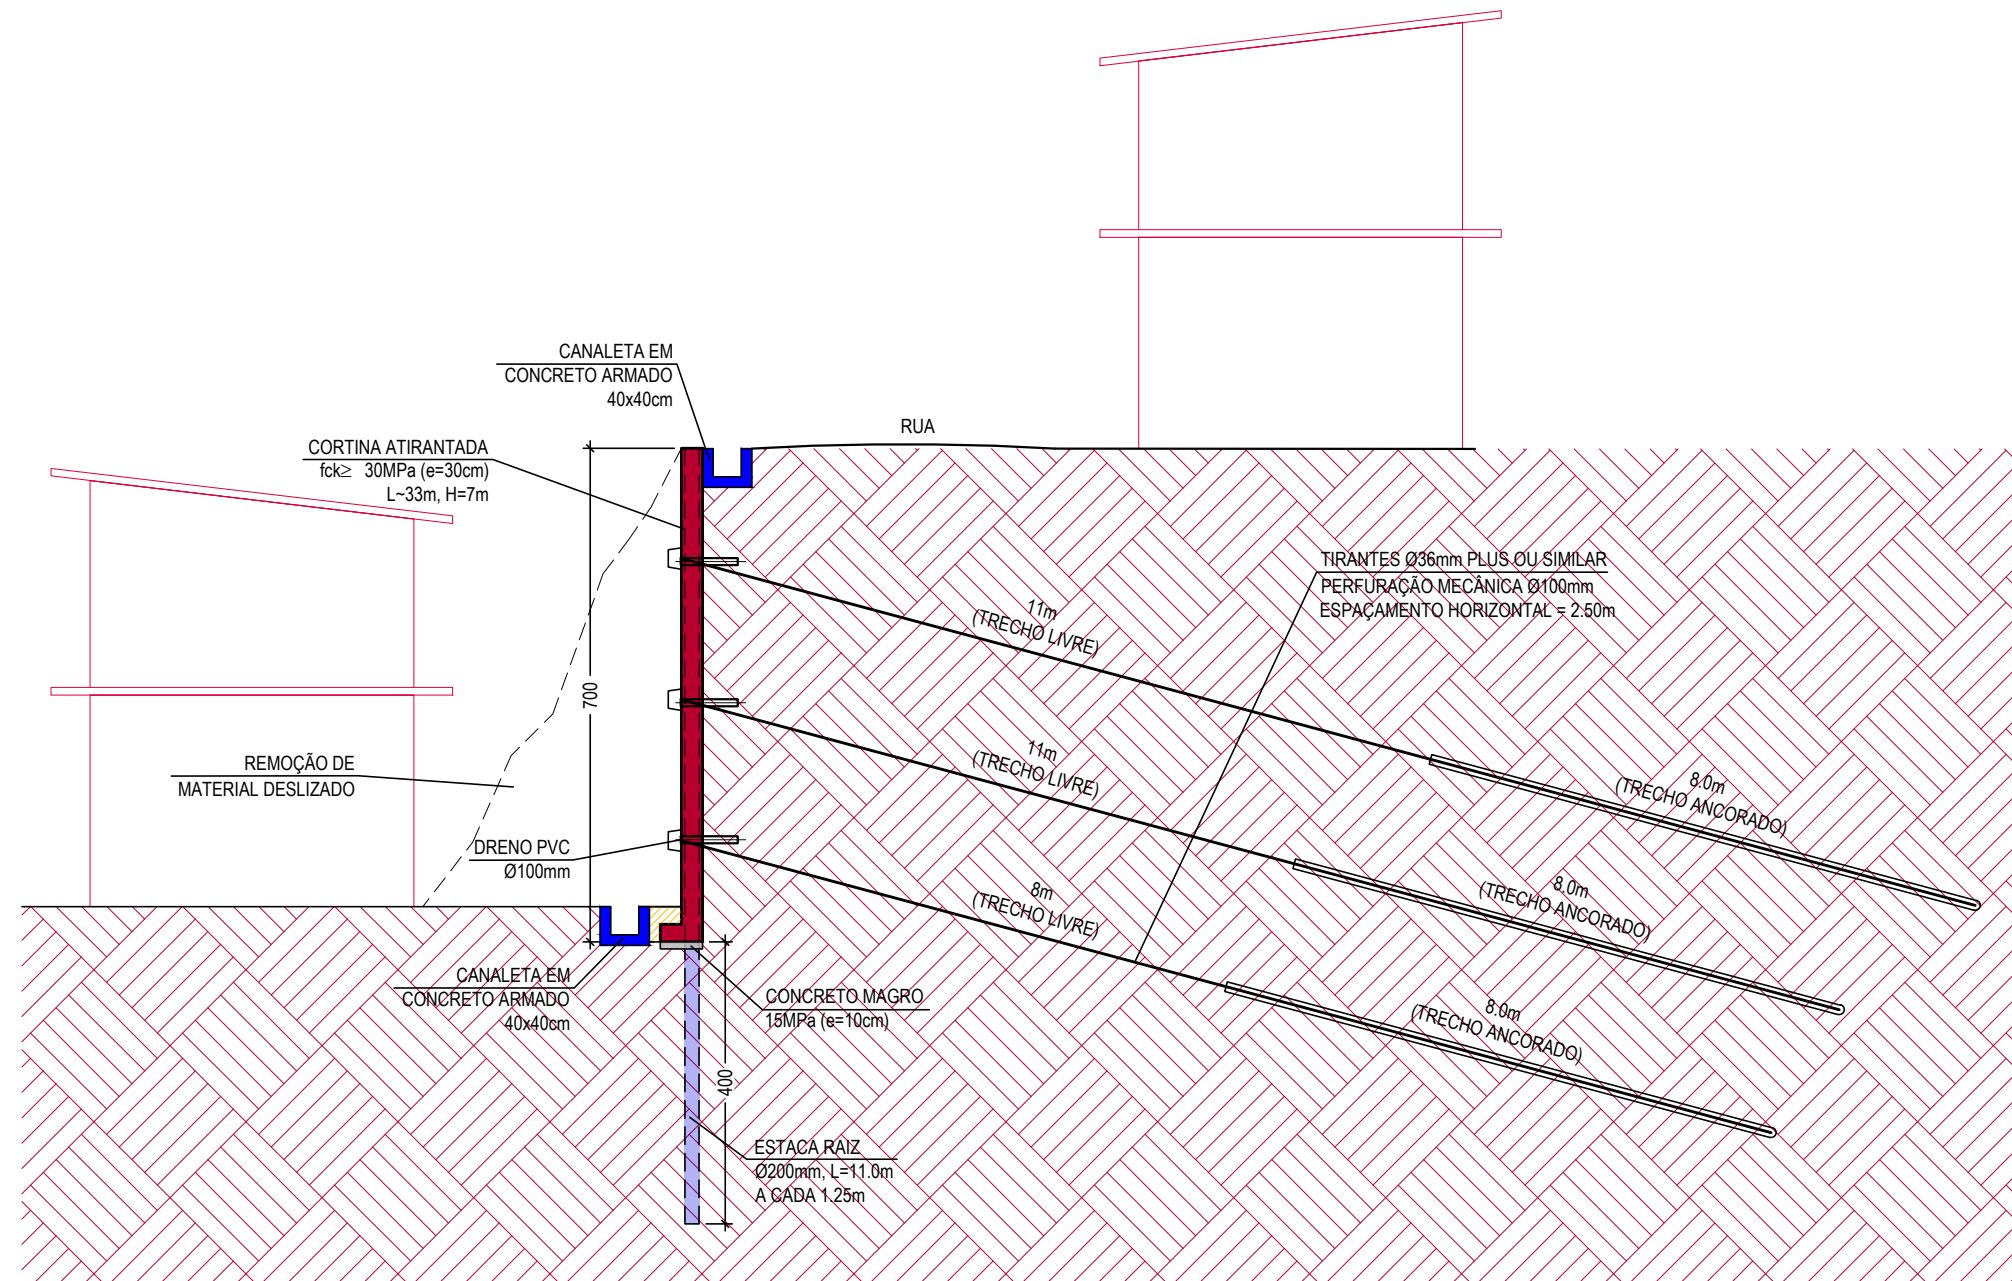 CANALETA EM
CONCRETO ARMADO
40x40cm
RUA
CORTINA ATIRANTADA
fck≥ 30MPa (e=30cm)
L~33m, H=7m
TIRANTES Ø36mm PLUS OU SIMILAR
PERFURAÇÃO MECÂNICA Ø100mm
ESPAÇAMENTO HORIZONTAL = 2.50m
11m
(TRECHO LIVRE)
700
11m
(TRECHO LIVRE)
REMOÇÃO DE
MATERIAL DESLIZADO
8.0m
(TRECHO ANCORADO)
DRENO PVC
Ø100mm
8m
(TRECHO LIVRE)
8.0m
(TRECHO ANCORADO)
CANALETA EM
CONCRETO ARMADO
40x40cm
CONCRETO MAGRO
15MPa (e=10cm)
8.0m
(TRECHO ANCORADO)
400
ESTACA RAIZ
Ø200mm, L=11.0m
A CADA 1.25m